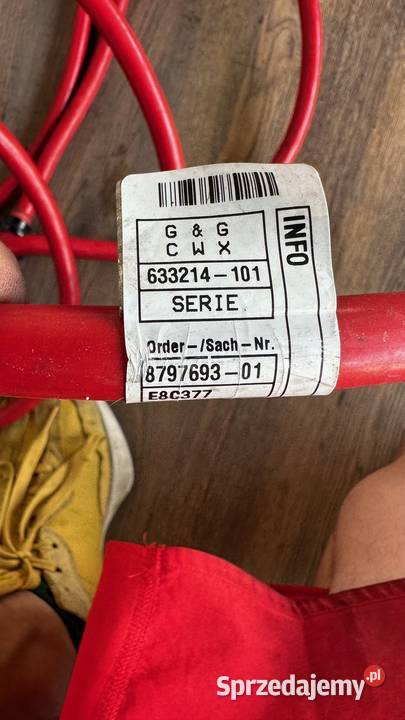 G & G
C W X
633214-101
SERIE
INFO
Order-/Sach-Nr.
8797693-01
E8C377
Sprzedajemy.pl